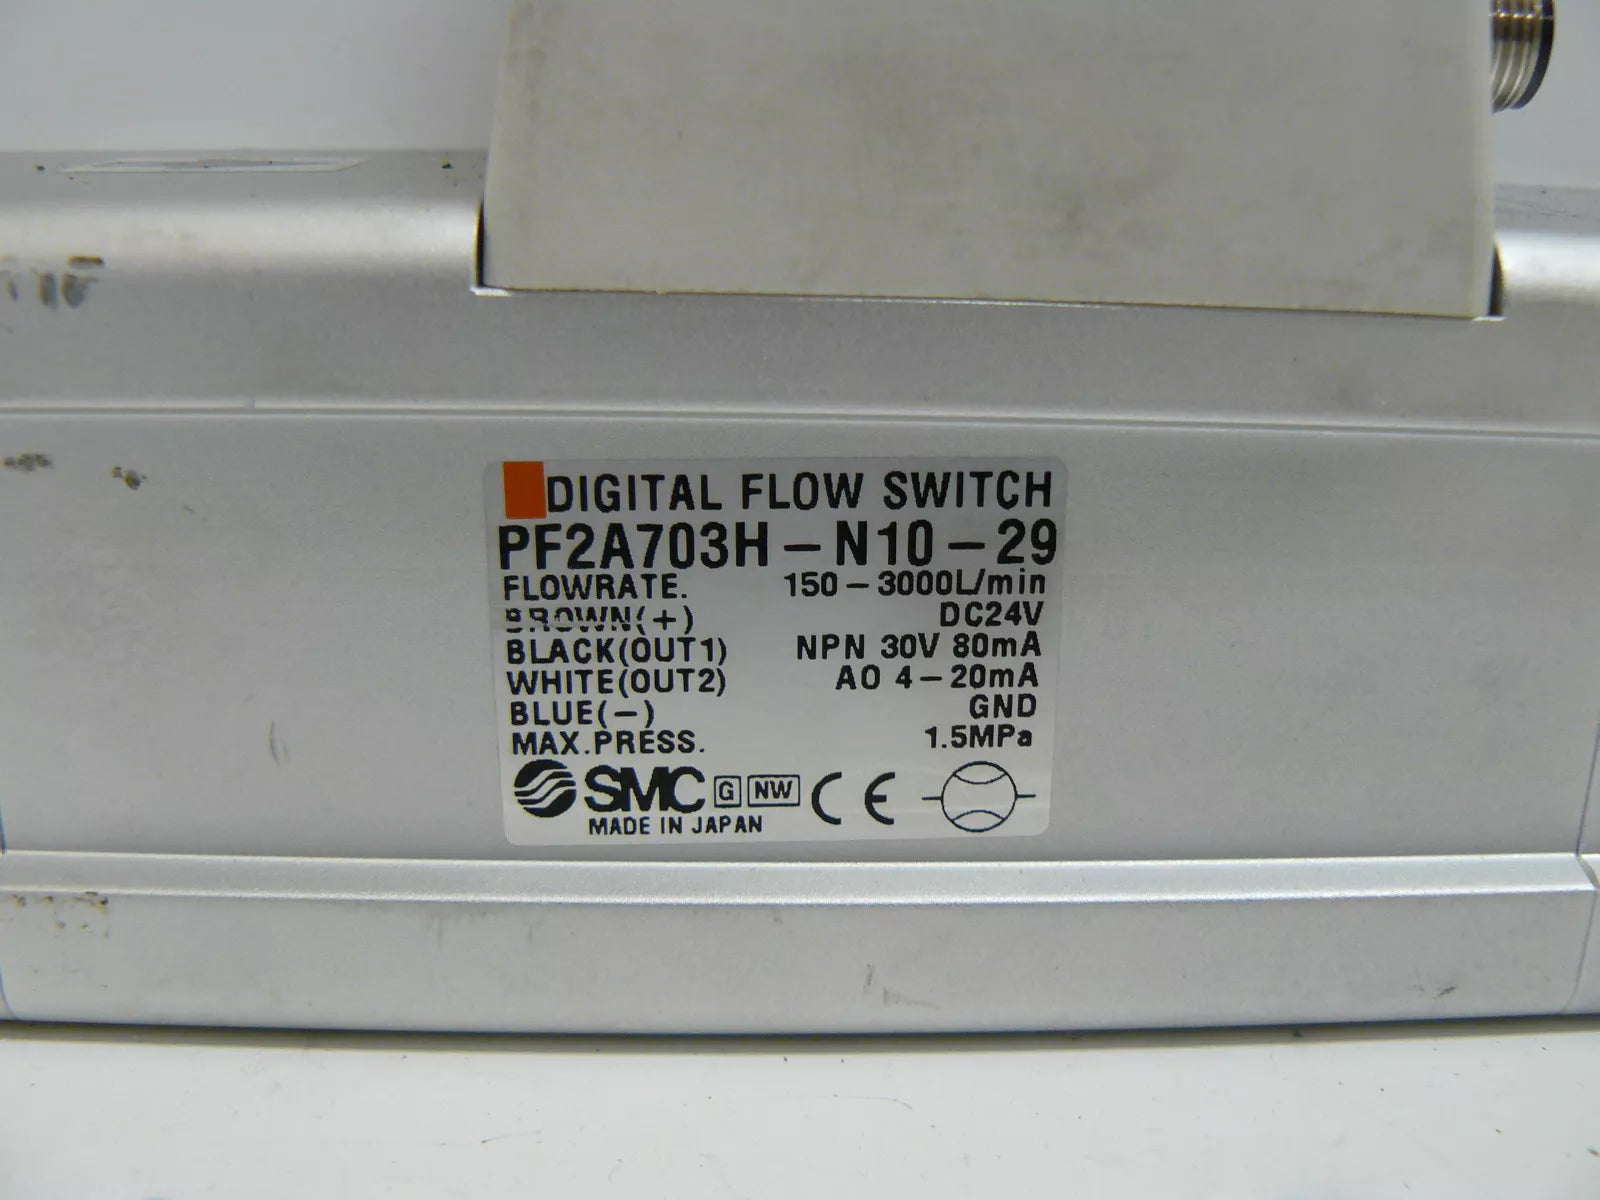 DIGITAL FLOW SWITCH
PF2A703H-N10-29
FLOWRATE. 150-3000L/min
BROWN(+) DC24V
BLACK(OUT1) NPN 30V 80mA
WHITE(OUT2) AO 4-20mA
BLUE(-) GND
MAX.PRESS. 1.5MPa
SMC G NW CE
MADE IN JAPAN